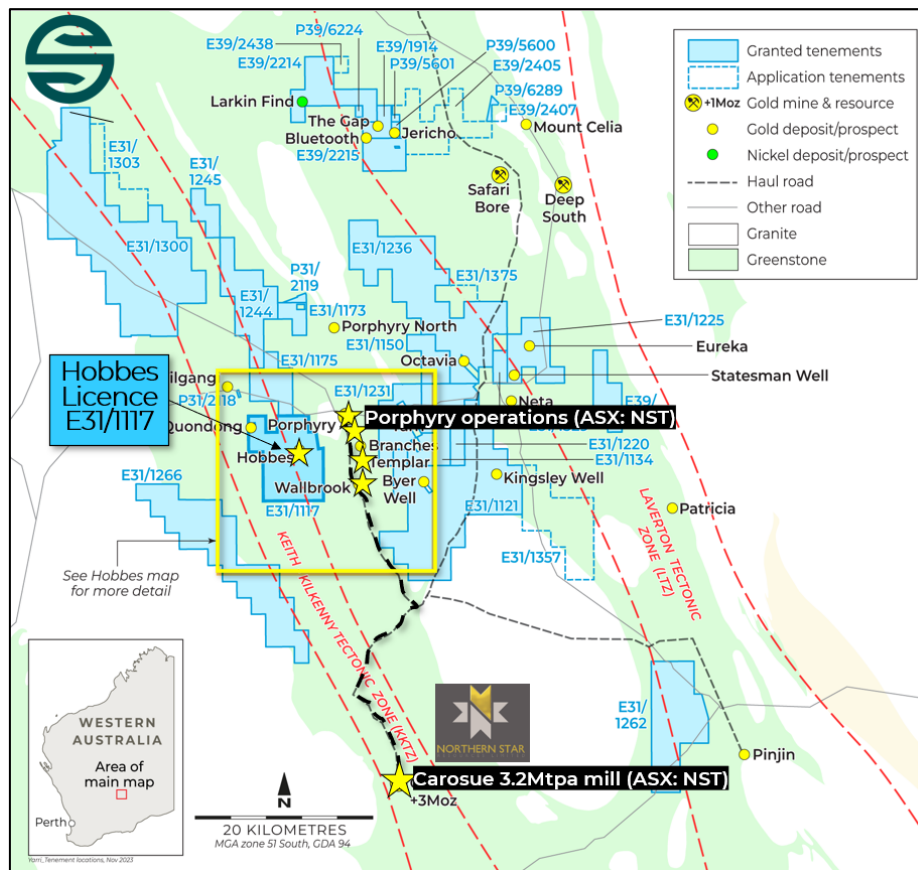 P39/6224
E39/2438
E39/2214
E39/1914
P39/5601
P39/5600
E39/2405
P39/6289
E39/2407
Larkin Find
The Gap
Bluetooth
Jericho
E39/2215
Mount Celia
Safari
Bore
Deep
South
Granted tenements
Application tenements
+1Moz Gold mine & resource
Gold deposit/prospect
Nickel deposit/prospect
Haul road
Other road
Granite
Greenstone
E31/
1303
E31/
1245
E31/1300
E31/1236
E31/1375
P31/
2119
E31/
1244
E31/1173
Porphyry North
E31/1150
E31/1225
Eureka
E31/1175
Octavia
Statesman Well
Hobbes
Licence
E31/1117
ilgang
P31/2118
E31/1231
Neta
E39/
Porphyry
Porphyry operations (ASX: NST)
Quondong
Branches
E31/1220
E31/1134
Hobbes
Templar
Wallbrook
Byer
Well
Kingsley Well
E31/1266
E31/1117
E31/1121
Patricia
E31/1357
See Hobbes map
for more detail
KEITH KILKENNY TECTONIC ZONE (KKTZ)
LAVERTON TECTONIC
ZONE (LTZ)
E31/
1262
Pinjin
NORTHERN STAR
Carosue 3.2Mtpa mill (ASX: NST)
+3Moz
WESTERN
AUSTRALIA
Area of
main map
Perth
N
20 KILOMETRES
MGA zone 51 South, GDA 94
Yarri_Tenement locations, Nov 2023